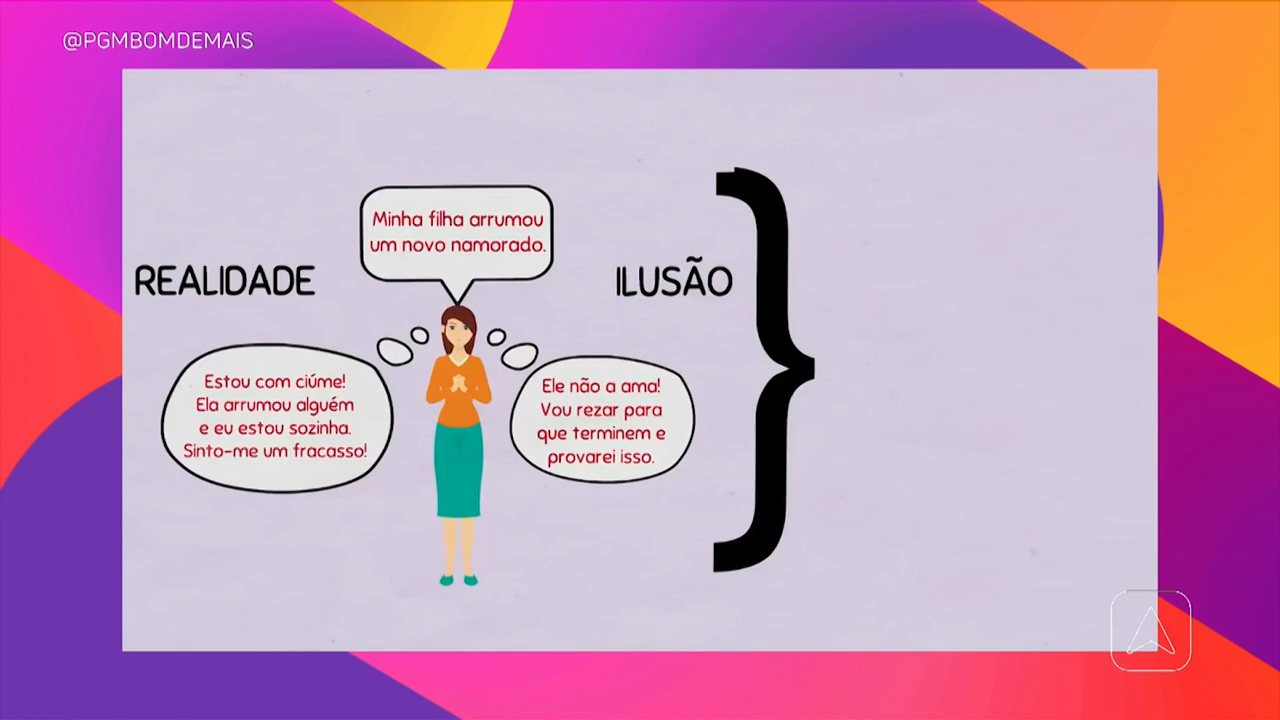 @PGMBOMDEMAIS
Minha filha arrumou
um novo namorado.
REALIDADE
ILUSÃO
Estou com ciúme!
Ela arrumou alguém
e eu estou sozinha.
Sinto-me um fracasso!
Ele não a ama!
Vou rezar para
que terminem e
provarei isso.